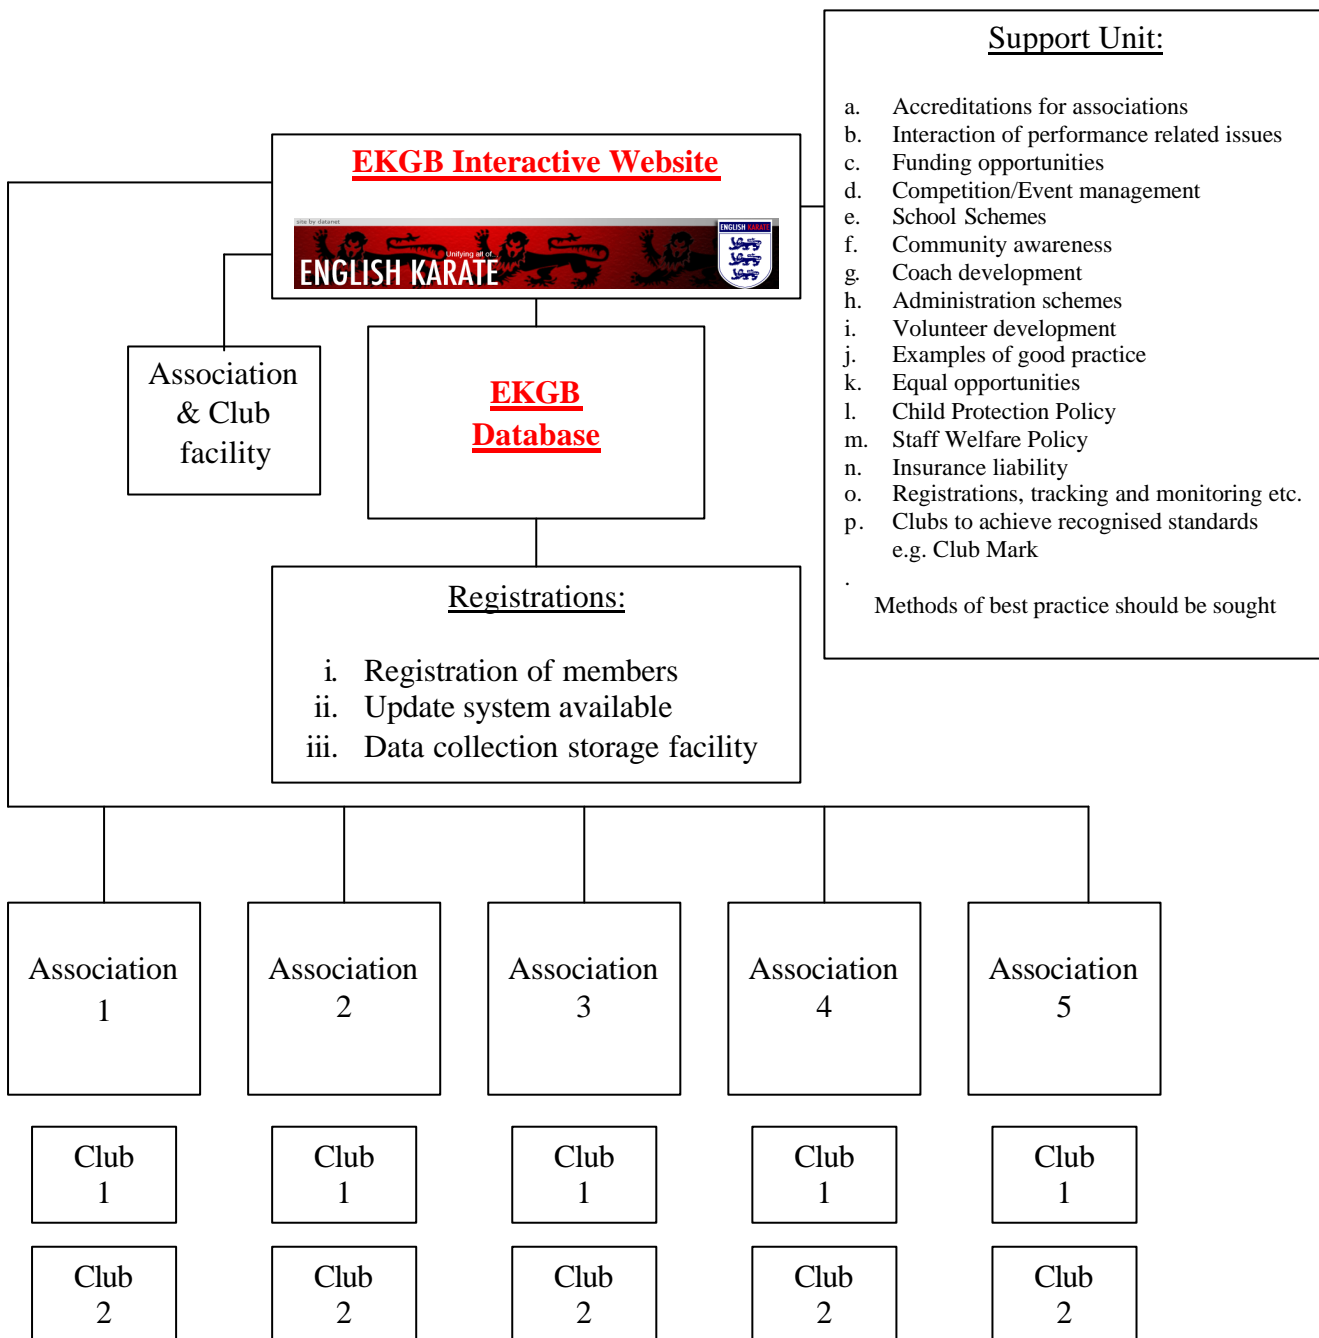 Support Unit:
a. Accreditations for associations
b. Interaction of performance related issues
c. Funding opportunities
d. Competition/Event management
e. School Schemes
f. Community awareness
g. Coach development
h. Administration schemes
i. Volunteer development
j. Examples of good practice
k. Equal opportunities
l. Child Protection Policy
m. Staff Welfare Policy
n. Insurance liability
o. Registrations, tracking and monitoring etc.
p. Clubs to achieve recognised standards
e.g. Club Mark
.
Methods of best practice should be sought
EKGB Interactive Website
site by datanet
Unifying all of...
ENGLISH KARATE
ENGLISH KARATE
Association
& Club
facility
EKGB
Database
Registrations:
i. Registration of members
ii. Update system available
iii. Data collection storage facility
Association
1
Association
2
Association
3
Association
4
Association
5
Club
1
Club
1
Club
1
Club
1
Club
1
Club
2
Club
2
Club
2
Club
2
Club
2